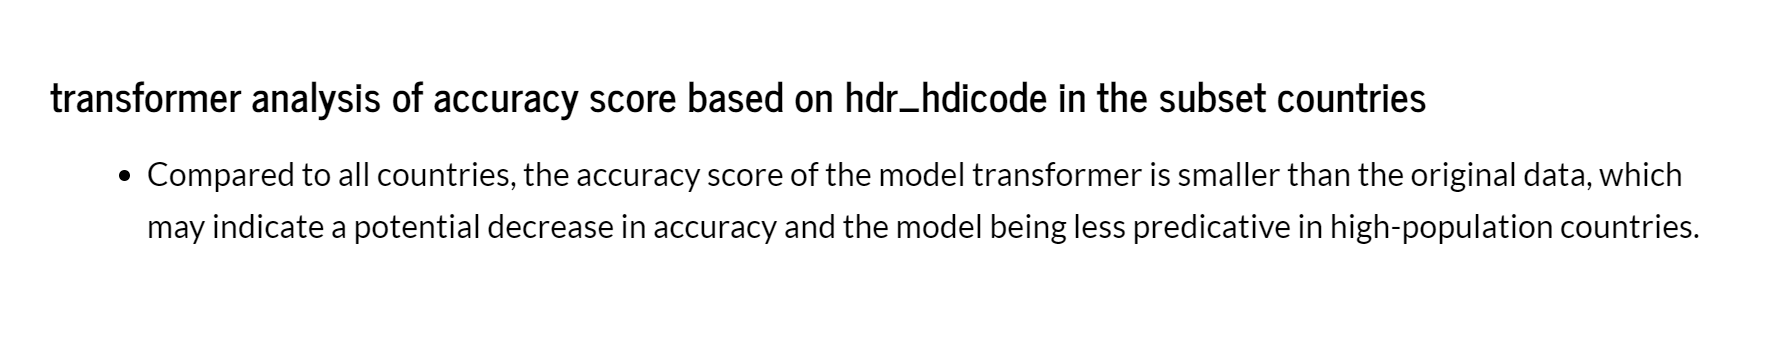 transformer analysis of accuracy score based on hdr_hdicode in the subset countries
• Compared to all countries, the accuracy score of the model transformer is smaller than the original data, which
may indicate a potential decrease in accuracy and the model being less predicative in high-population countries.